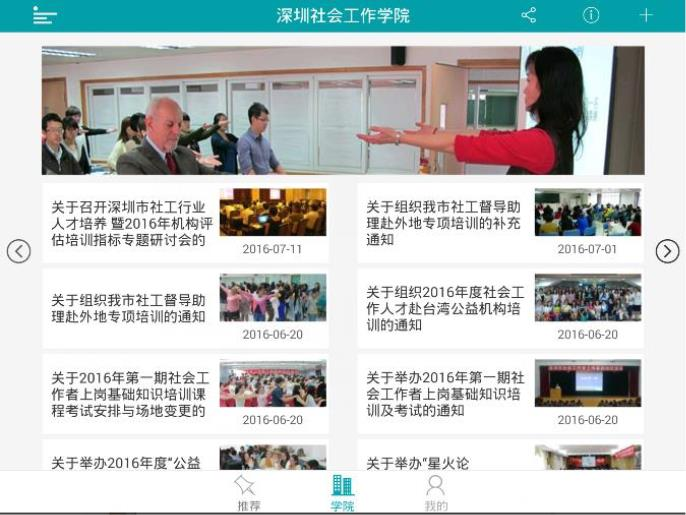 深圳社会工作学院
关于召开深圳市社工行业
人才培养 暨2016年机构评
估培训指标专题研讨会的
2016-07-11
关于组织我市社工督导助
理赴外地专项培训的补充
通知
2016-07-01
关于组织我市社工督导助
理赴外地专项培训的通知
2016-06-20
关于组织2016年度社会工
作人才赴台湾公益机构培
训的通知
2016-06-20
关于2016年第一期社会工
作者上岗基础知识培训课
程考试安排与场地变更的
2016-06-20
关于举办2016年第一期社
会工作者上岗基础知识培
训及考试的通知
2016-06-20
关于举办2016年度“公益
关于举办“星火论
推荐
学院
我的